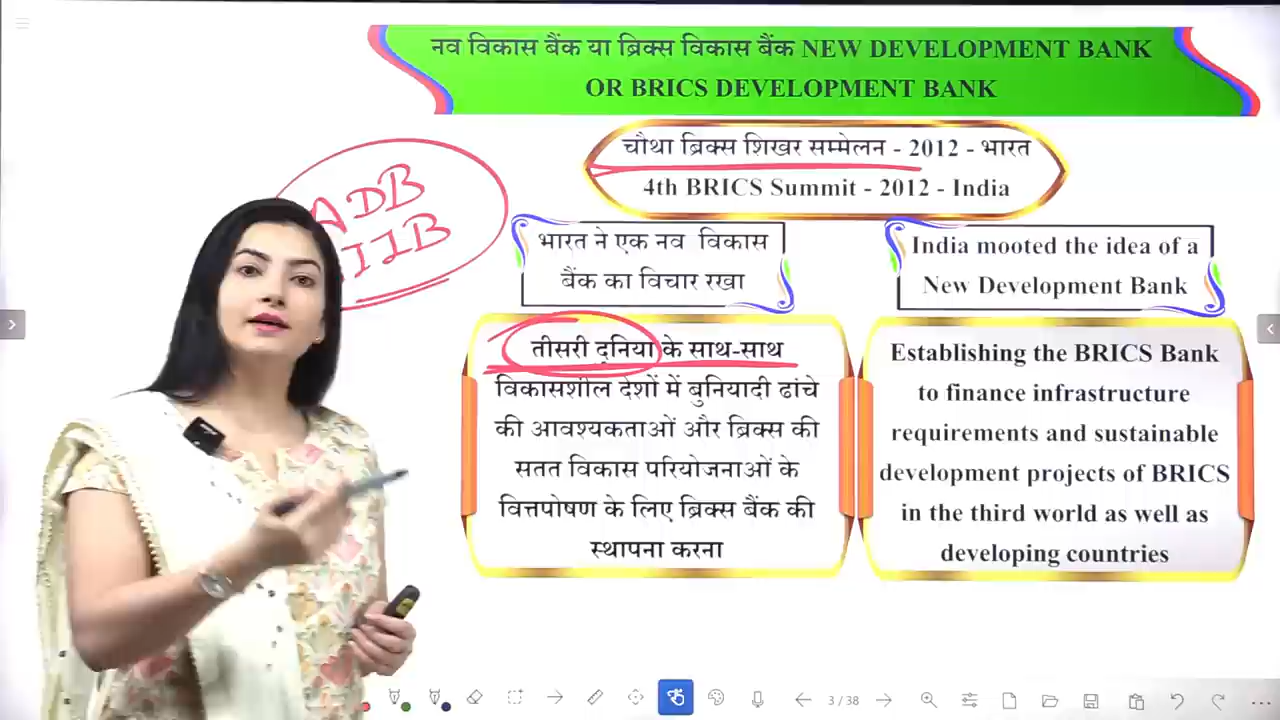 नव विकास बैंक या ब्रिक्स विकास बैंक NEW DEVELOPMENT BANK
OR BRICS DEVELOPMENT BANK
चौथा ब्रिक्स शिखर सम्मेलन - 2012 - भारत
4th BRICS Summit - 2012 - India
ADB
IIB
भारत ने एक नव विकास
बैंक का विचार रखा
India mooted the idea of a
New Development Bank
तीसरी दुनिया के साथ-साथ
विकासशील देशों में बुनियादी ढांचे
की आवश्यकताओं और ब्रिक्स की
सतत विकास परियोजनाओं के
वित्तपोषण के लिए ब्रिक्स बैंक की
स्थापना करना
Establishing the BRICS Bank
to finance infrastructure
requirements and sustainable
development projects of BRICS
in the third world as well as
developing countries
3 / 38